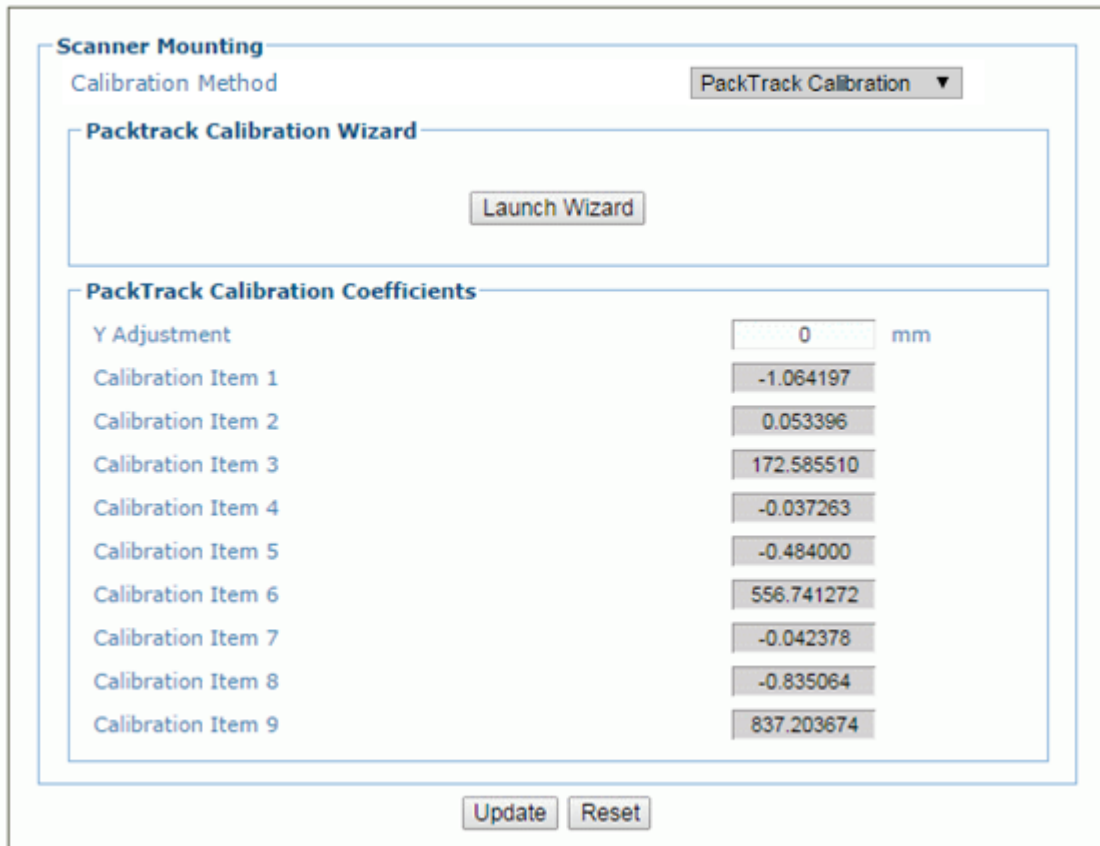 Scanner Mounting
Calibration Method PackTrack Calibration ▼
Packtrack Calibration Wizard
Launch Wizard
PackTrack Calibration Coefficients
Y Adjustment 0 mm
Calibration Item 1 -1.064197
Calibration Item 2 0.053396
Calibration Item 3 172.585510
Calibration Item 4 -0.037263
Calibration Item 5 -0.484000
Calibration Item 6 556.741272
Calibration Item 7 -0.042378
Calibration Item 8 -0.835064
Calibration Item 9 837.203674
Update Reset